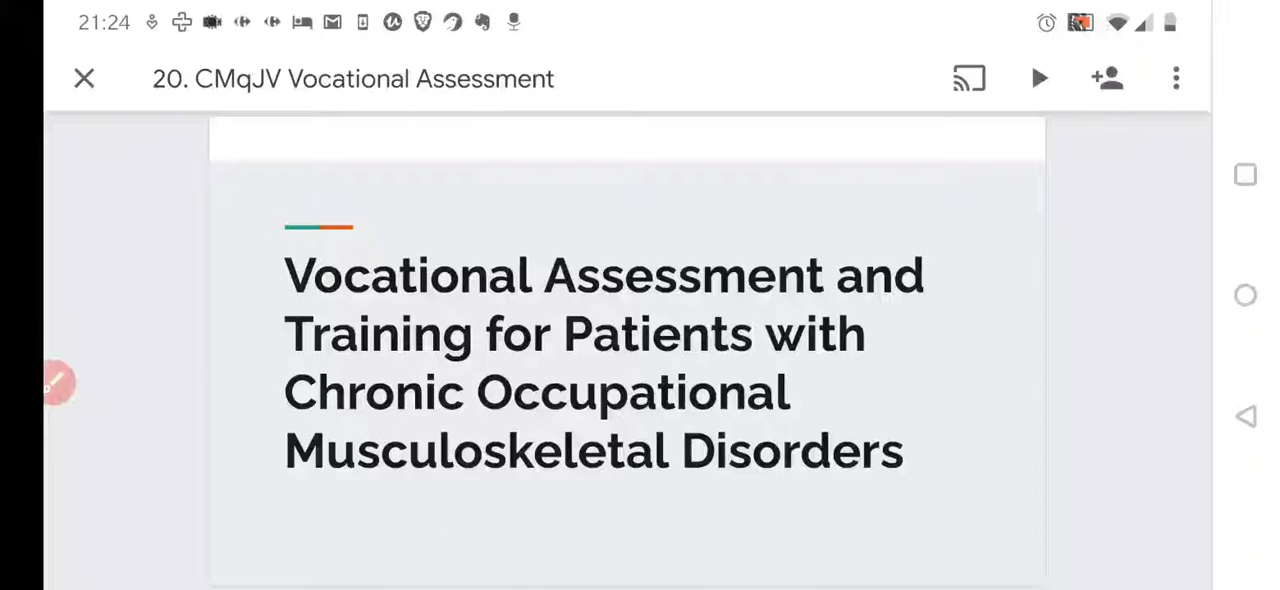 21:24
20. CMqJV Vocational Assessment
Vocational Assessment and
Training for Patients with
Chronic Occupational
Musculoskeletal Disorders